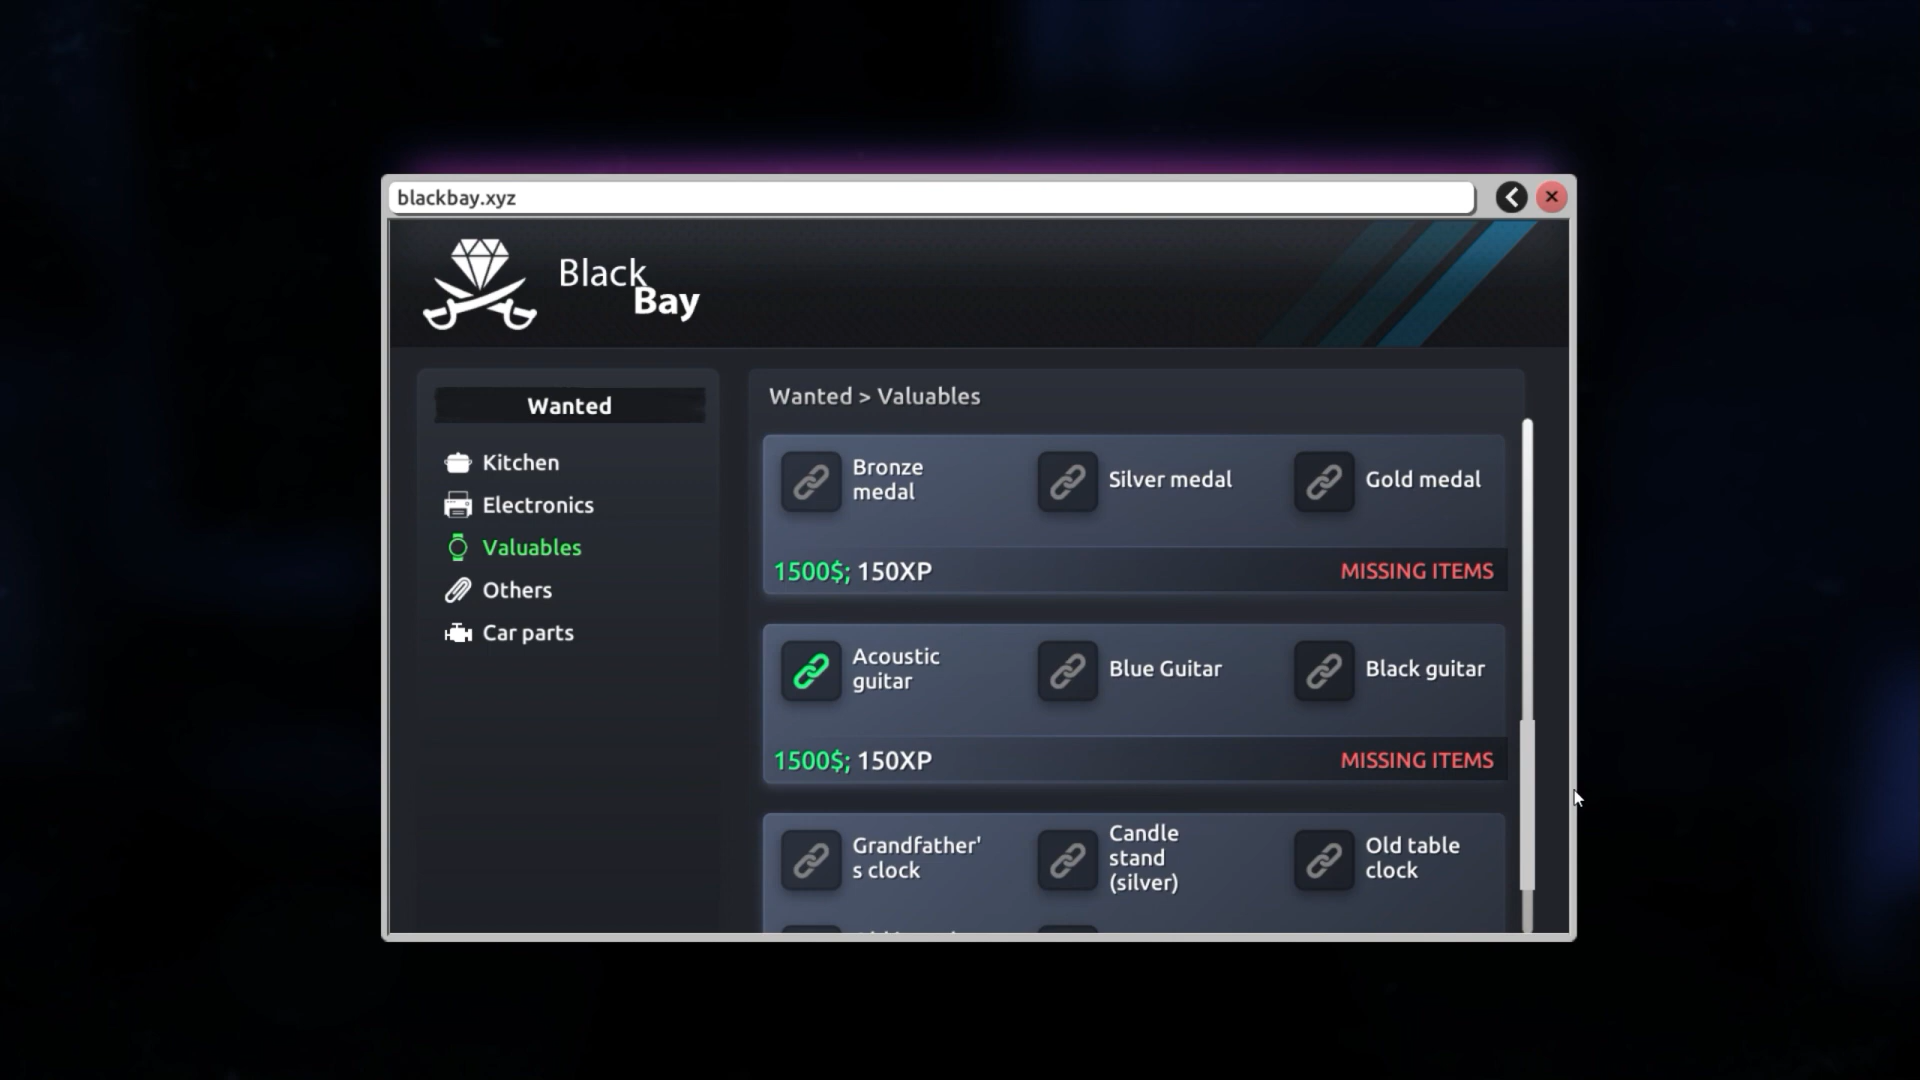 blackbay.xyz
Black
Bay
Wanted
Kitchen
Electronics
Valuables
Others
Car parts
Wanted > Valuables
Bronze
medal
Silver medal
Gold medal
1500$; 150XP
MISSING ITEMS
Acoustic
guitar
Blue Guitar
Black guitar
1500$; 150XP
MISSING ITEMS
Grandfather'
s clock
Candle
stand
(silver)
Old table
clock